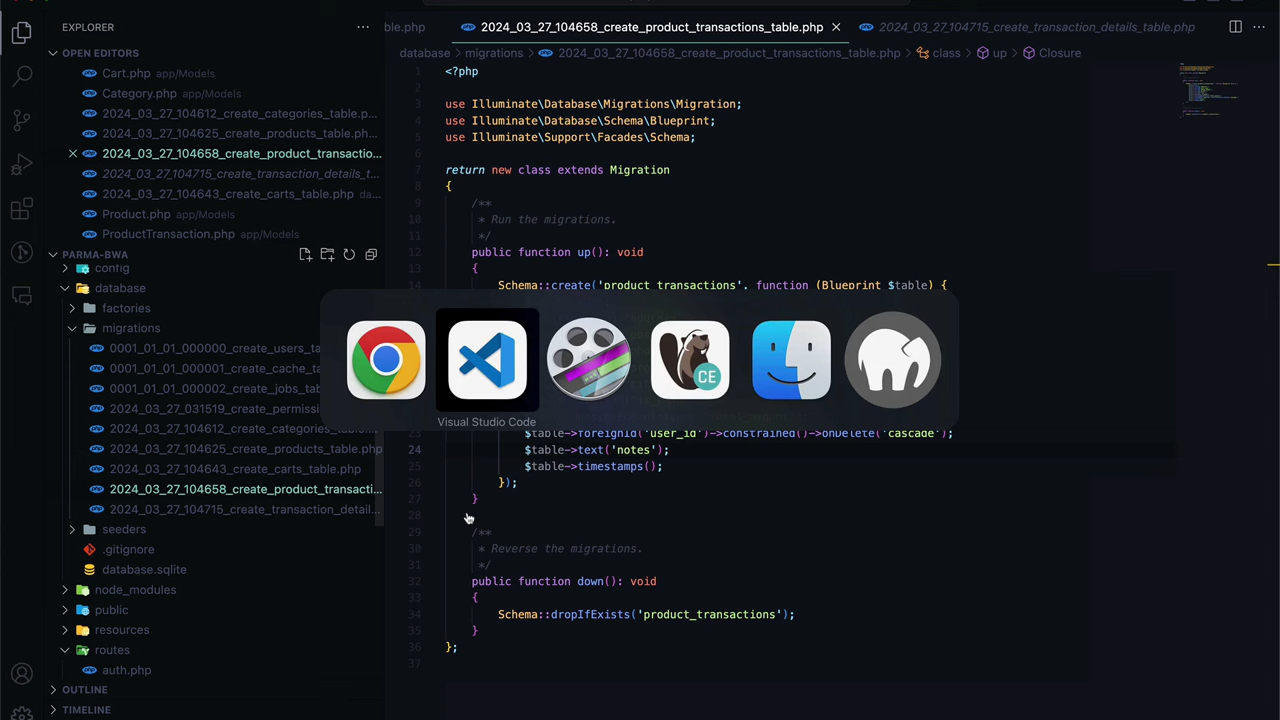 EXPLORER
OPEN EDITORS
Cart.php app/Models
Category.php app/Models
2024_03_27_104612_create_categories_table.p...
2024_03_27_104625_create_products_table.ph...
2024_03_27_104658_create_product_transactio...
2024_03_27_104715_create_transaction_details_t...
2024_03_27_104643_create_carts_table.php da...
Product.php app/Models
ProductTransaction.php app/Models
PARMA-BWA
config
database
factories
migrations
0001_01_01_000000_create_users_ta
0001_01_01_000001_create_cache_ta
0001_01_01_000002_create_jobs_tab
2024_03_27_031519_create_permissi
2024_03_27_104612_create_categories_ta
2024_03_27_104625_create_products_table.php
2024_03_27_104643_create_carts_table.php
2024_03_27_104658_create_product_transacti...
2024_03_27_104715_create_transaction_detail...
seeders
.gitignore
database.sqlite
node_modules
public
resources
routes
auth.php
OUTLINE
TIMELINE
ble.php
2024_03_27_104658_create_product_transactions_table.php
2024_03_27_104715_create_transaction_details_table.php
database > migrations > 2024_03_27_104658_create_product_transactions_table.php > class > up > Closure
1 <?php
2
3 use Illuminate\Database\Migrations\Migration;
4 use Illuminate\Database\Schema\Blueprint;
5 use Illuminate\Support\Facades\Schema;
6
7 return new class extends Migration
8 {
9 /**
10 * Run the migrations.
11 */
12 public function up(): void
13 {
14 Schema::create('product_transactions', function (Blueprint $table) {
Visual Studio Code
CE
23 $table->foreignId('user_id')->constrained()->onDelete('cascade');
24 $table->text('notes');
25 $table->timestamps();
26 });
27 }
28
29 /**
30 * Reverse the migrations.
31 */
32 public function down(): void
33 {
34 Schema::dropIfExists('product_transactions');
35 }
36 };
37